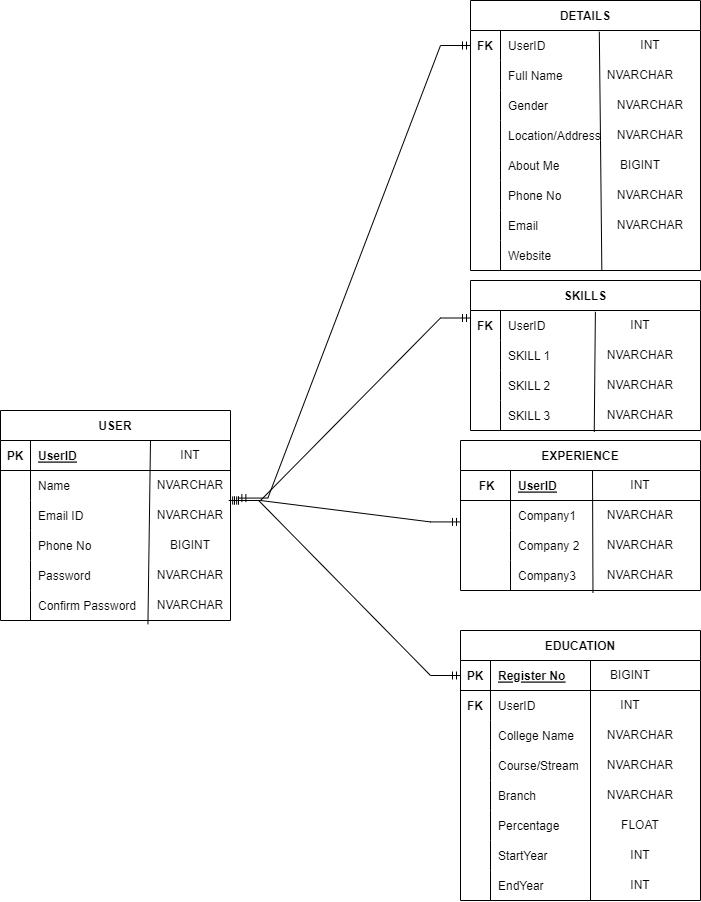 DETAILS
FK UserID INT
Full Name NVARCHAR
Gender NVARCHAR
Location/Address NVARCHAR
About Me BIGINT
Phone No NVARCHAR
Email NVARCHAR
Website
SKILLS
FK UserID INT
SKILL 1 NVARCHAR
SKILL 2 NVARCHAR
SKILL 3 NVARCHAR
USER
PK UserID INT
Name NVARCHAR
Email ID NVARCHAR
Phone No BIGINT
Password NVARCHAR
Confirm Password NVARCHAR
EXPERIENCE
FK UserID INT
Company1 NVARCHAR
Company 2 NVARCHAR
Company3 NVARCHAR
EDUCATION
PK Register No BIGINT
FK UserID INT
College Name NVARCHAR
Course/Stream NVARCHAR
Branch NVARCHAR
Percentage FLOAT
StartYear INT
EndYear INT